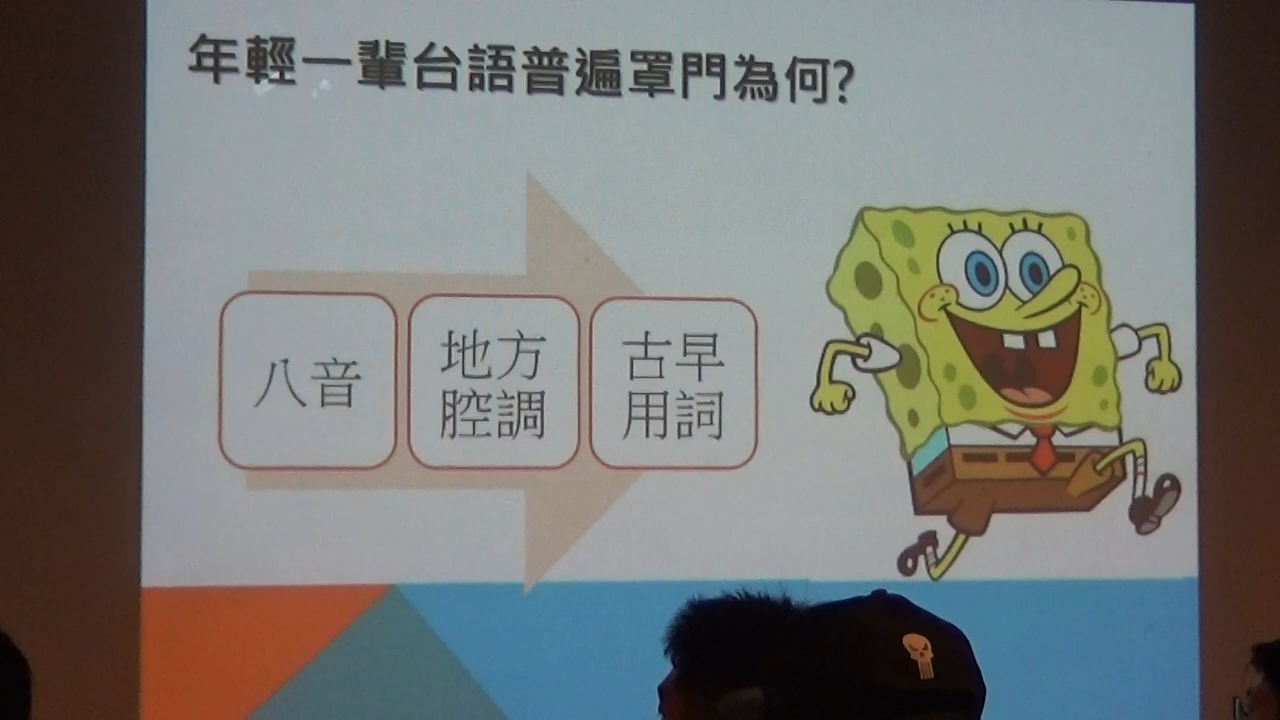 年輕一輩台語普遍罩門為何?
八音
地方
腔調
古早
用詞